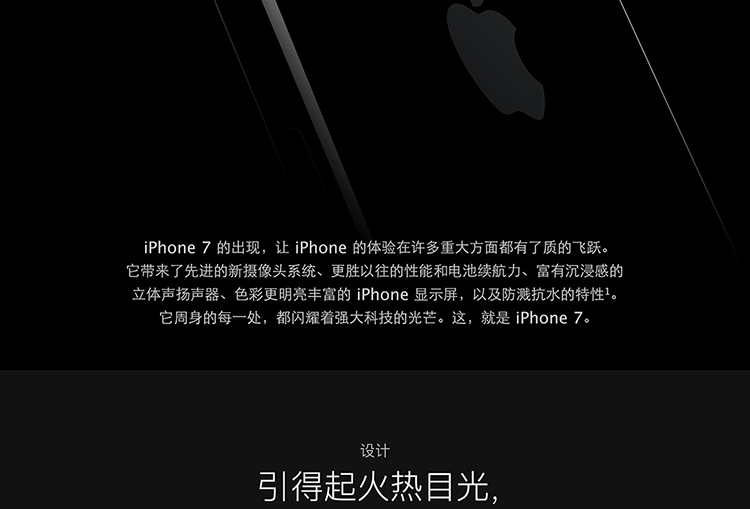 iPhone 7 的出现，让 iPhone 的体验在许多重大方面都有了质的飞跃。
它带来了先进的新摄像头系统、更胜以往的性能和电池续航力、富有沉浸感的
立体声扬声器、色彩更明亮丰富的 iPhone 显示屏，以及防溅抗水的特性¹。
它周身的每一处，都闪耀着强大科技的光芒。这，就是 iPhone 7。
设计
引得起火热目光，